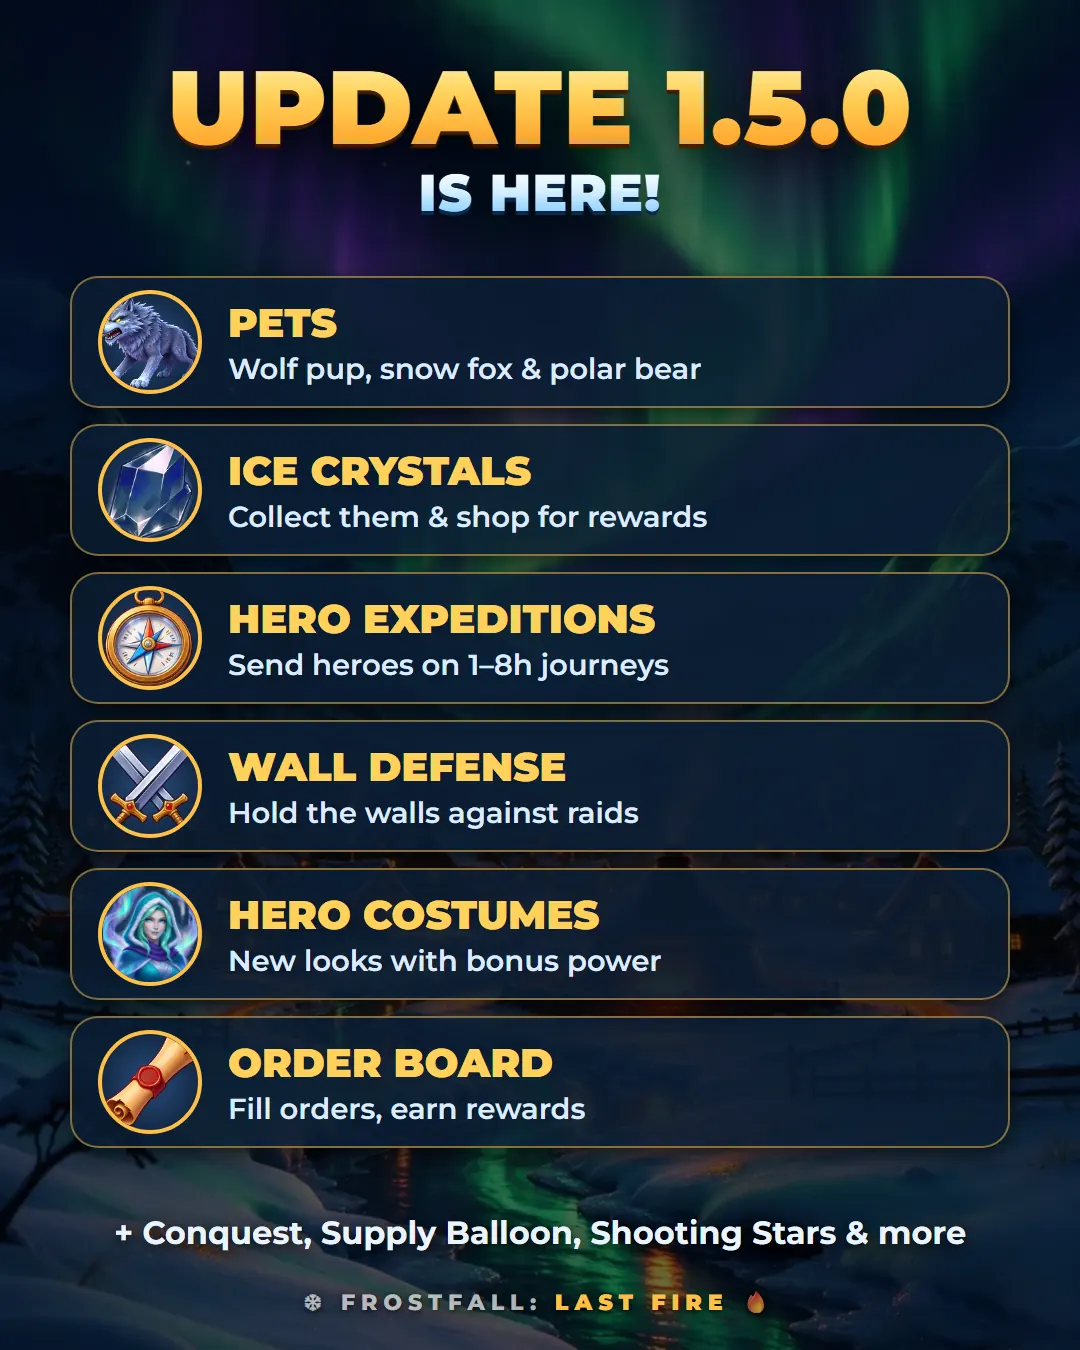 UPDATE 1.5.0
IS HERE!
PETS
Wolf pup, snow fox & polar bear
ICE CRYSTALS
Collect them & shop for rewards
HERO EXPEDITIONS
Send heroes on 1–8h journeys
WALL DEFENSE
Hold the walls against raids
HERO COSTUMES
New looks with bonus power
ORDER BOARD
Fill orders, earn rewards
+ Conquest, Supply Balloon, Shooting Stars & more
❄ FROSTFALL: LAST FIRE 🔥